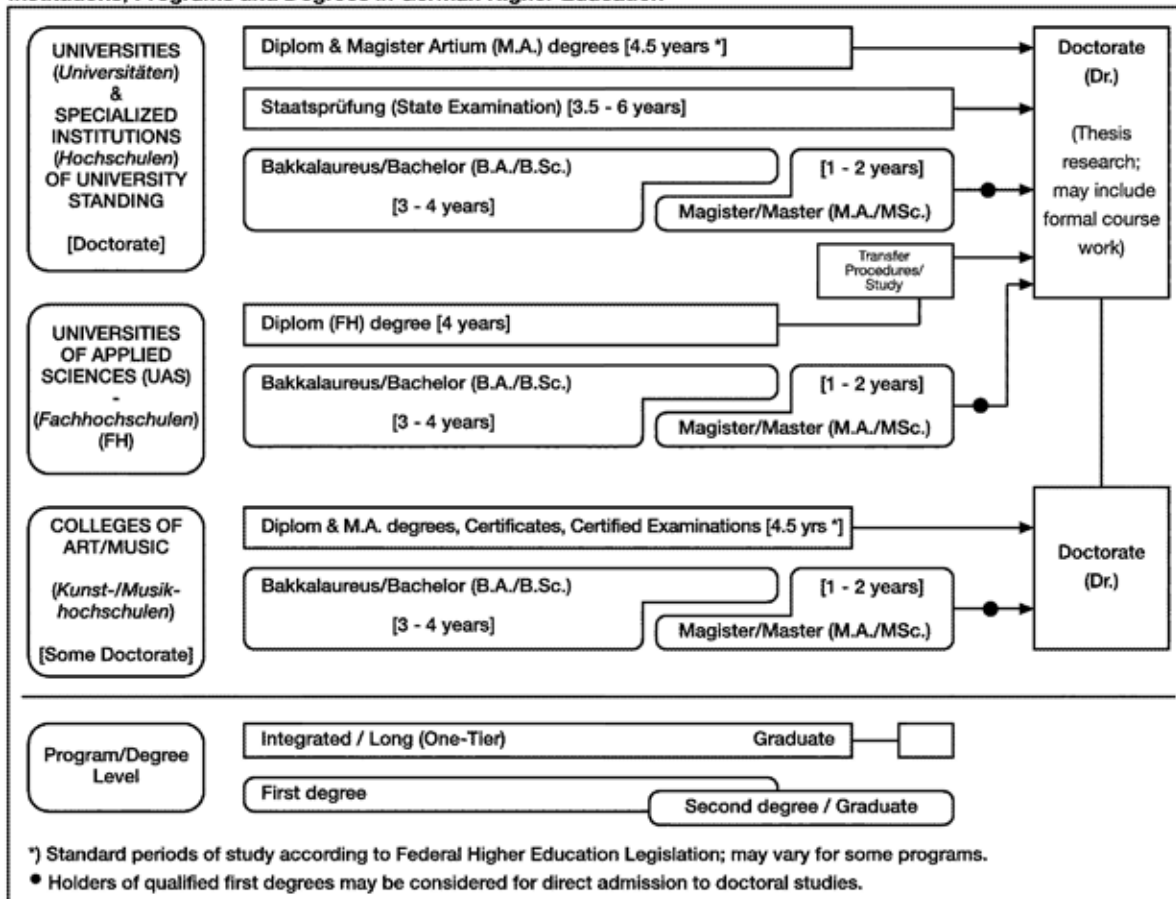 UNIVERSITIES
(Universitäten)
&
SPECIALIZED
INSTITUTIONS
(Hochschulen)
OF UNIVERSITY
STANDING
[Doctorate]
Diplom & Magister Artium (M.A.) degrees [4.5 years *]
Staatsprüfung (State Examination) [3.5 - 6 years]
Bakkalaureus/Bachelor (B.A./B.Sc.)
[3 - 4 years]
[1 - 2 years]
Magister/Master (M.A./MSc.)
Transfer
Procedures/
Study
Doctorate
(Dr.)
(Thesis
research;
may include
formal course
work)
UNIVERSITIES
OF APPLIED
SCIENCES (UAS)
-
(Fachhochschulen)
(FH)
Diplom (FH) degree [4 years]
Bakkalaureus/Bachelor (B.A./B.Sc.)
[3 - 4 years]
[1 - 2 years]
Magister/Master (M.A./MSc.)
COLLEGES OF
ART/MUSIC
(Kunst-/Musik-
hochschulen)
[Some Doctorate]
Diplom & M.A. degrees, Certificates, Certified Examinations [4.5 yrs *]
Bakkalaureus/Bachelor (B.A./B.Sc.)
[3 - 4 years]
[1 - 2 years]
Magister/Master (M.A./MSc.)
Doctorate
(Dr.)
Program/Degree
Level
Integrated / Long (One-Tier) Graduate
First degree
Second degree / Graduate
*) Standard periods of study according to Federal Higher Education Legislation; may vary for some programs.
● Holders of qualified first degrees may be considered for direct admission to doctoral studies.